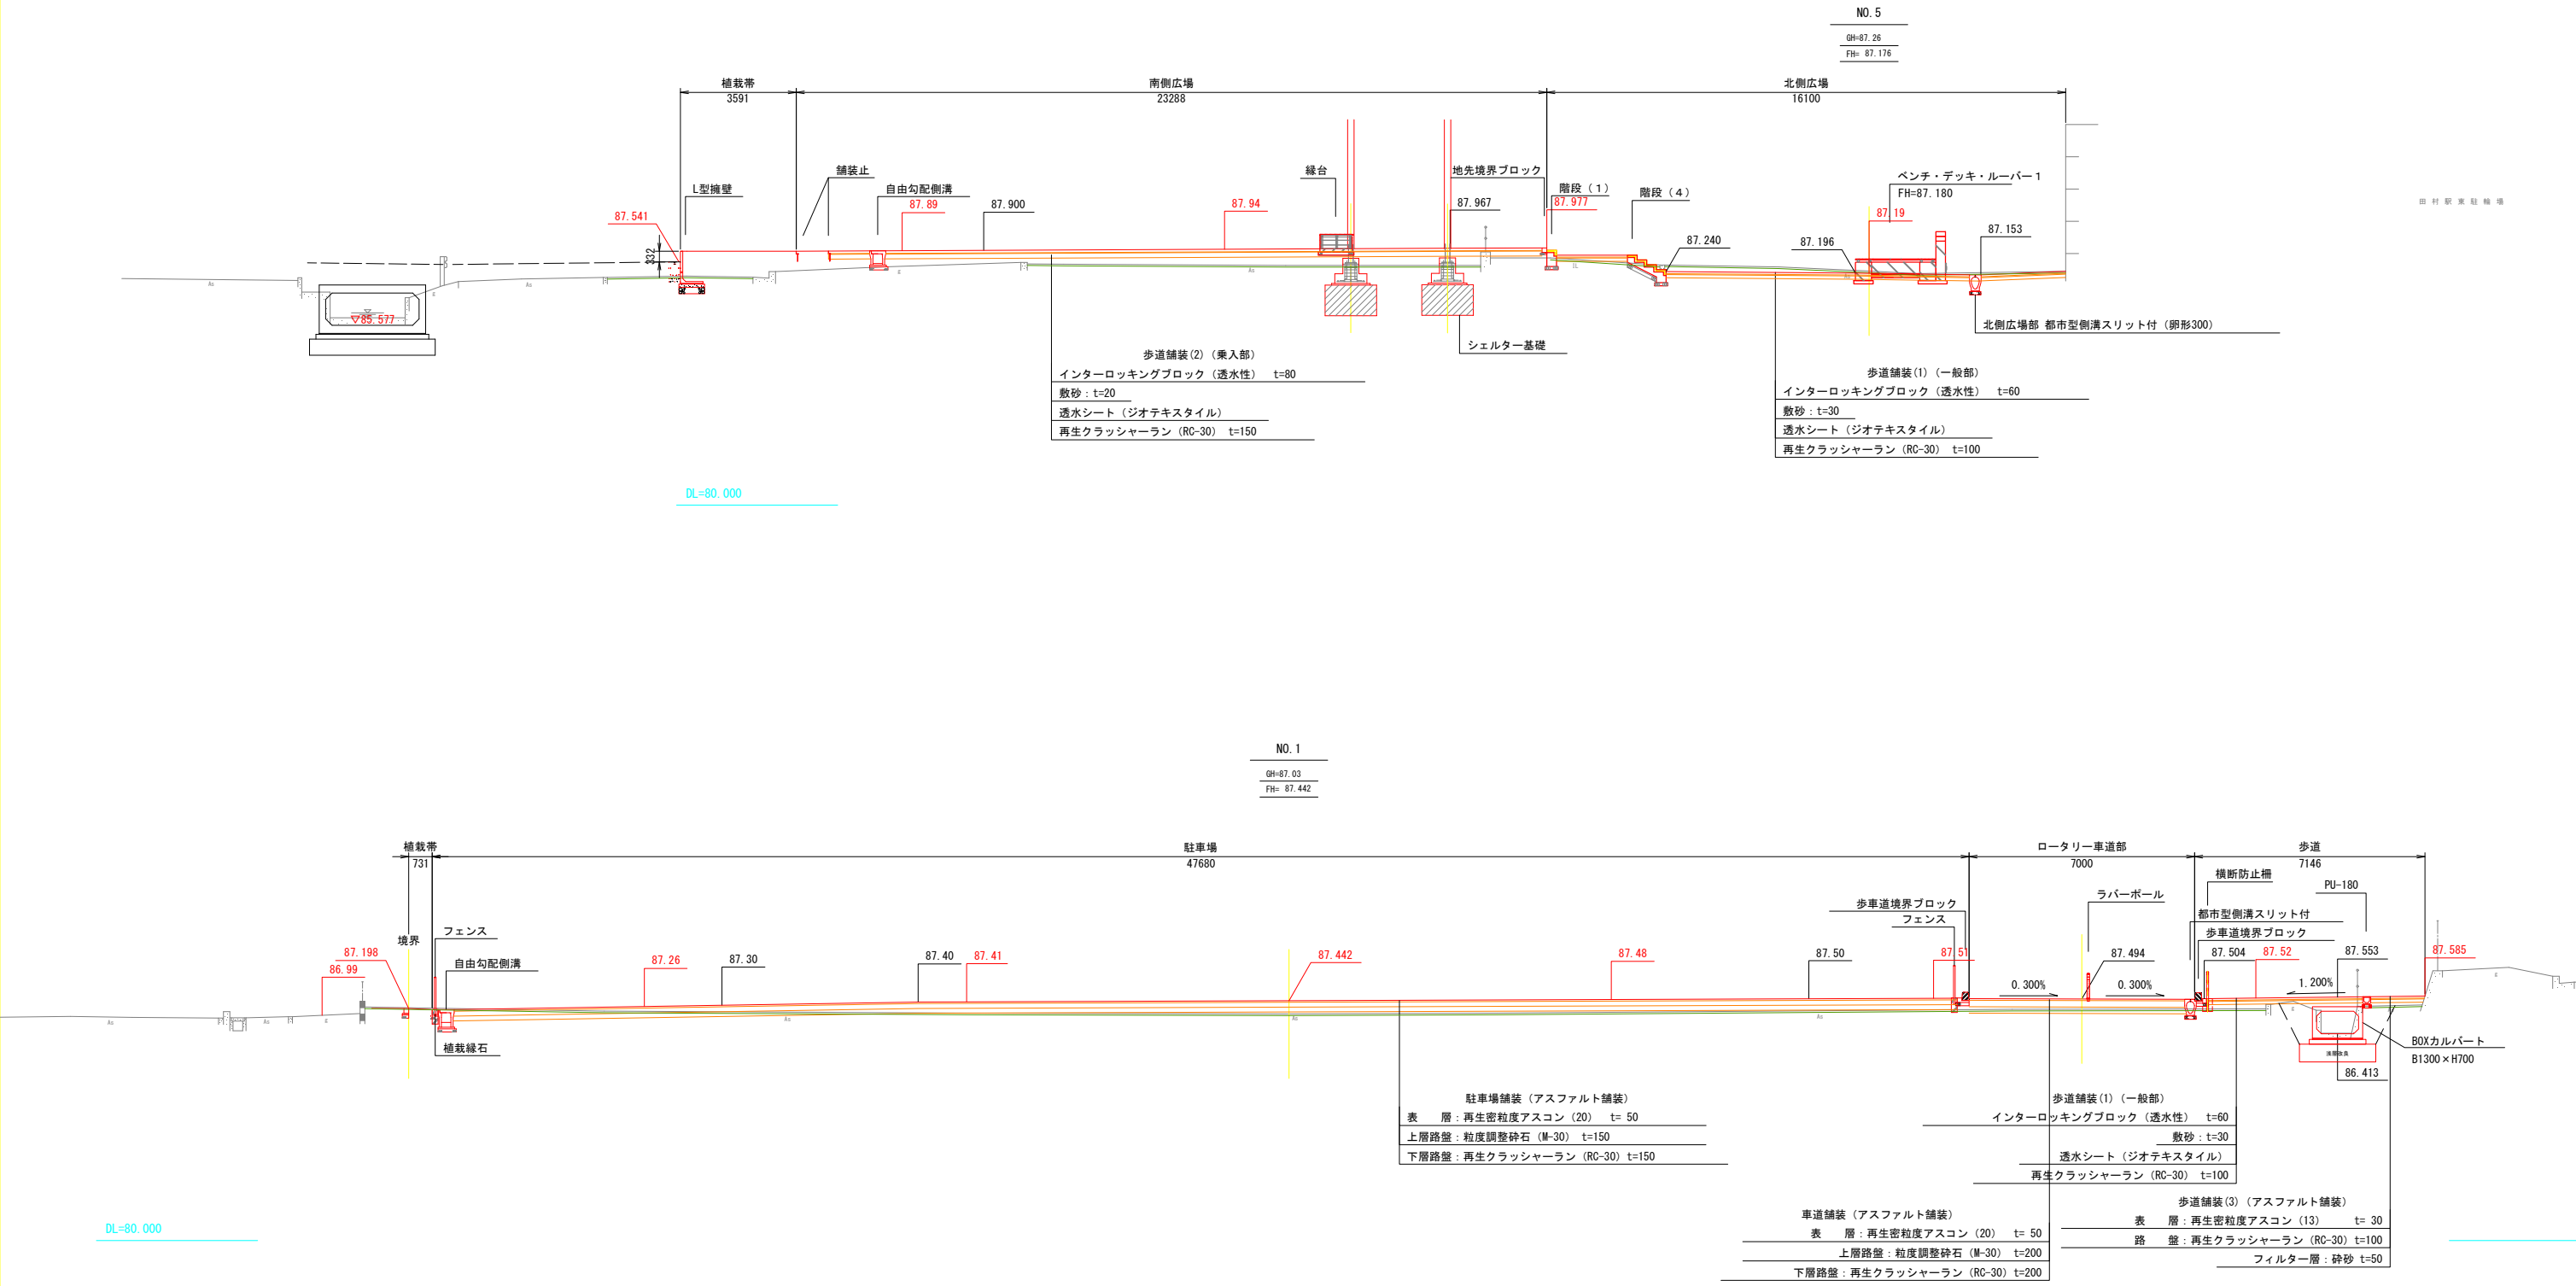 NO.5
GH=87.26
FH= 87.176
植栽帯
3591
南側広場
23288
北側広場
16100
L型擁壁
舗装止
自由勾配側溝
縁台
地先境界ブロック
階段（１）
階段（４）
ベンチ・デッキ・ルーバー１
FH=87.180
田村駅東駐輪場
87.541
87.89
87.900
87.94
87.967
87.977
87.240
87.196
87.19
87.153
332
As
As
As
▽85.577
シェルター基礎
北側広場部 都市型側溝スリット付（卵形300）
歩道舗装(2)（乗入部）
インターロッキングブロック（透水性） t=80
敷砂：t=20
透水シート（ジオテキスタイル）
再生クラッシャーラン（RC-30） t=150
歩道舗装(1)（一般部）
インターロッキングブロック（透水性） t=60
敷砂：t=30
透水シート（ジオテキスタイル）
再生クラッシャーラン（RC-30） t=100
DL=80.000
NO.1
GH=87.03
FH= 87.442
植栽帯
731
駐車場
47680
ロータリー車道部
7000
歩道
7146
横断防止柵
PU-180
ラバーポール
歩車道境界ブロック
都市型側溝スリット付
フェンス
歩車道境界ブロック
フェンス
境界
自由勾配側溝
87.198
86.99
87.26
87.30
87.40
87.41
87.442
87.48
87.50
87.51
87.494
87.504
87.52
87.553
87.585
0.300%
0.300%
1.200%
As
As
As
As
As
植栽縁石
BOXカルバート
B1300×H700
86.413
駐車場舗装（アスファルト舗装）
表　層：再生密粒度アスコン（20） t= 50
上層路盤：粒度調整砕石（M-30） t=150
下層路盤：再生クラッシャーラン（RC-30）t=150
歩道舗装(1)（一般部）
インターロッキングブロック（透水性） t=60
敷砂：t=30
透水シート（ジオテキスタイル）
再生クラッシャーラン（RC-30） t=100
車道舗装（アスファルト舗装）
表　層：再生密粒度アスコン（20） t= 50
上層路盤：粒度調整砕石（M-30） t=200
下層路盤：再生クラッシャーラン（RC-30）t=200
歩道舗装(3)（アスファルト舗装）
表　層：再生密粒度アスコン（13） t= 30
路　盤：再生クラッシャーラン（RC-30）t=100
フィルター層：砕砂 t=50
DL=80.000